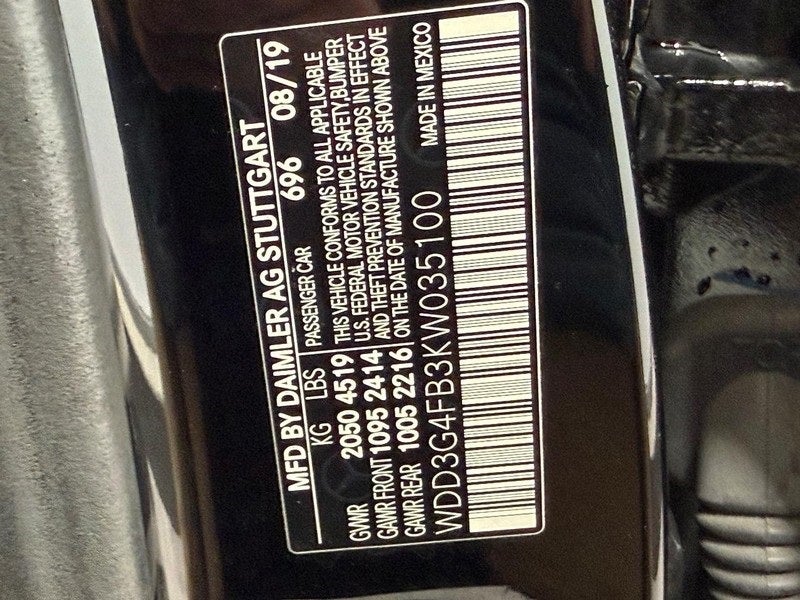 MFD BY DAIMLER AG STUTTGART
KG LBS 696 08/19
GVWR 2050 4519
GAWR FRONT 1095 2414
GAWR REAR 1005 2216
PASSENGER CAR
THIS VEHICLE CONFORMS TO ALL APPLICABLE
U.S. FEDERAL MOTOR VEHICLE SAFETY, BUMPER
AND THEFT PREVENTION STANDARDS IN EFFECT
ON THE DATE OF MANUFACTURE SHOWN ABOVE
WDD3G4FB3KW035100 MADE IN MEXICO